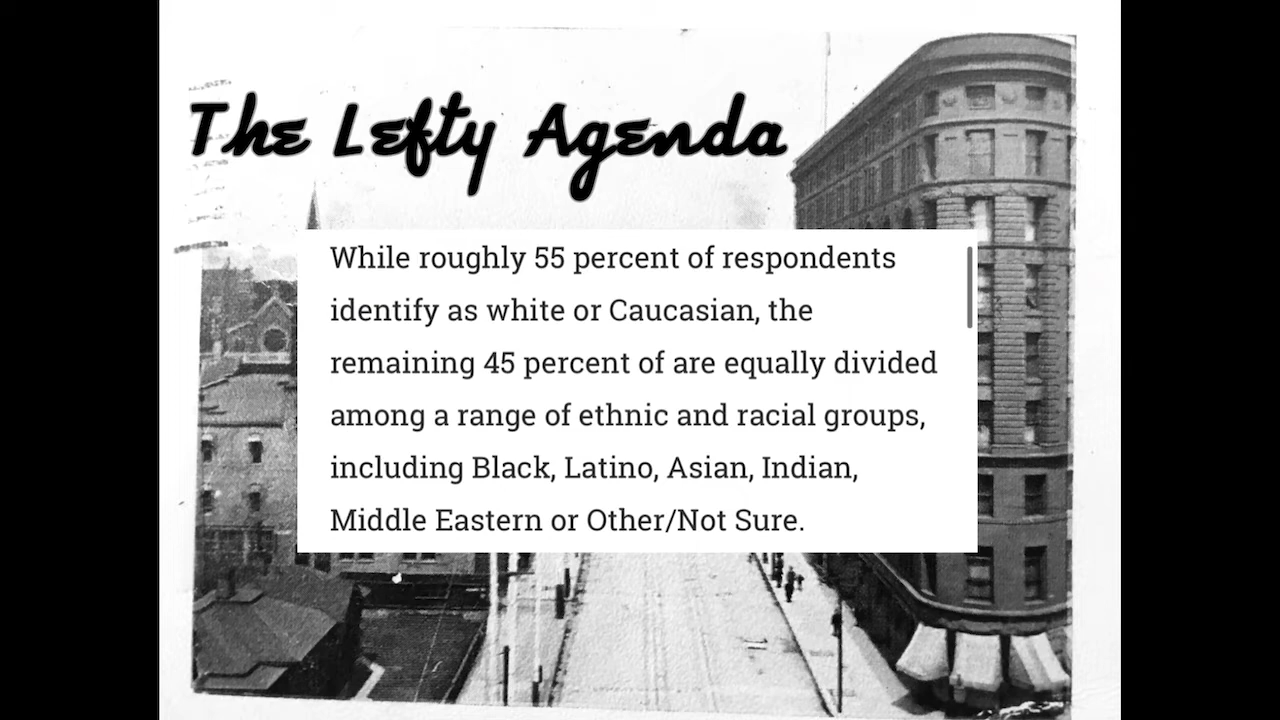 The Lefty Agenda
While roughly 55 percent of respondents
identify as white or Caucasian, the
remaining 45 percent of are equally divided
among a range of ethnic and racial groups,
including Black, Latino, Asian, Indian,
Middle Eastern or Other/Not Sure.